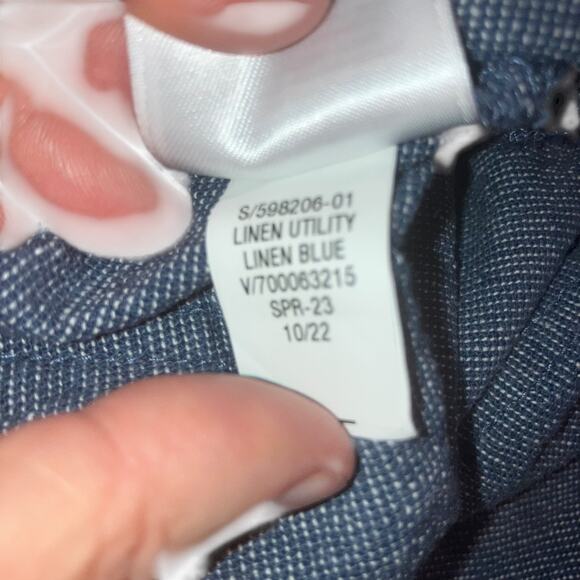 S/598206-01
LINEN UTILITY
LINEN BLUE
V/700063215
SPR-23
10/22